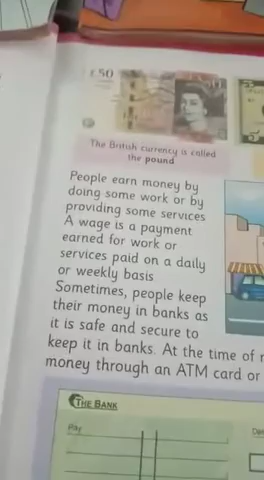 £50
The British currency is called
the pound
People earn money by
doing some work or by
providing some services
A wage is a payment
earned for work or
services paid on a daily
or weekly basis
Sometimes, people keep
their money in banks as
it is safe and secure to
keep it in banks. At the time of
money through an ATM card or
THE BANK
Pay